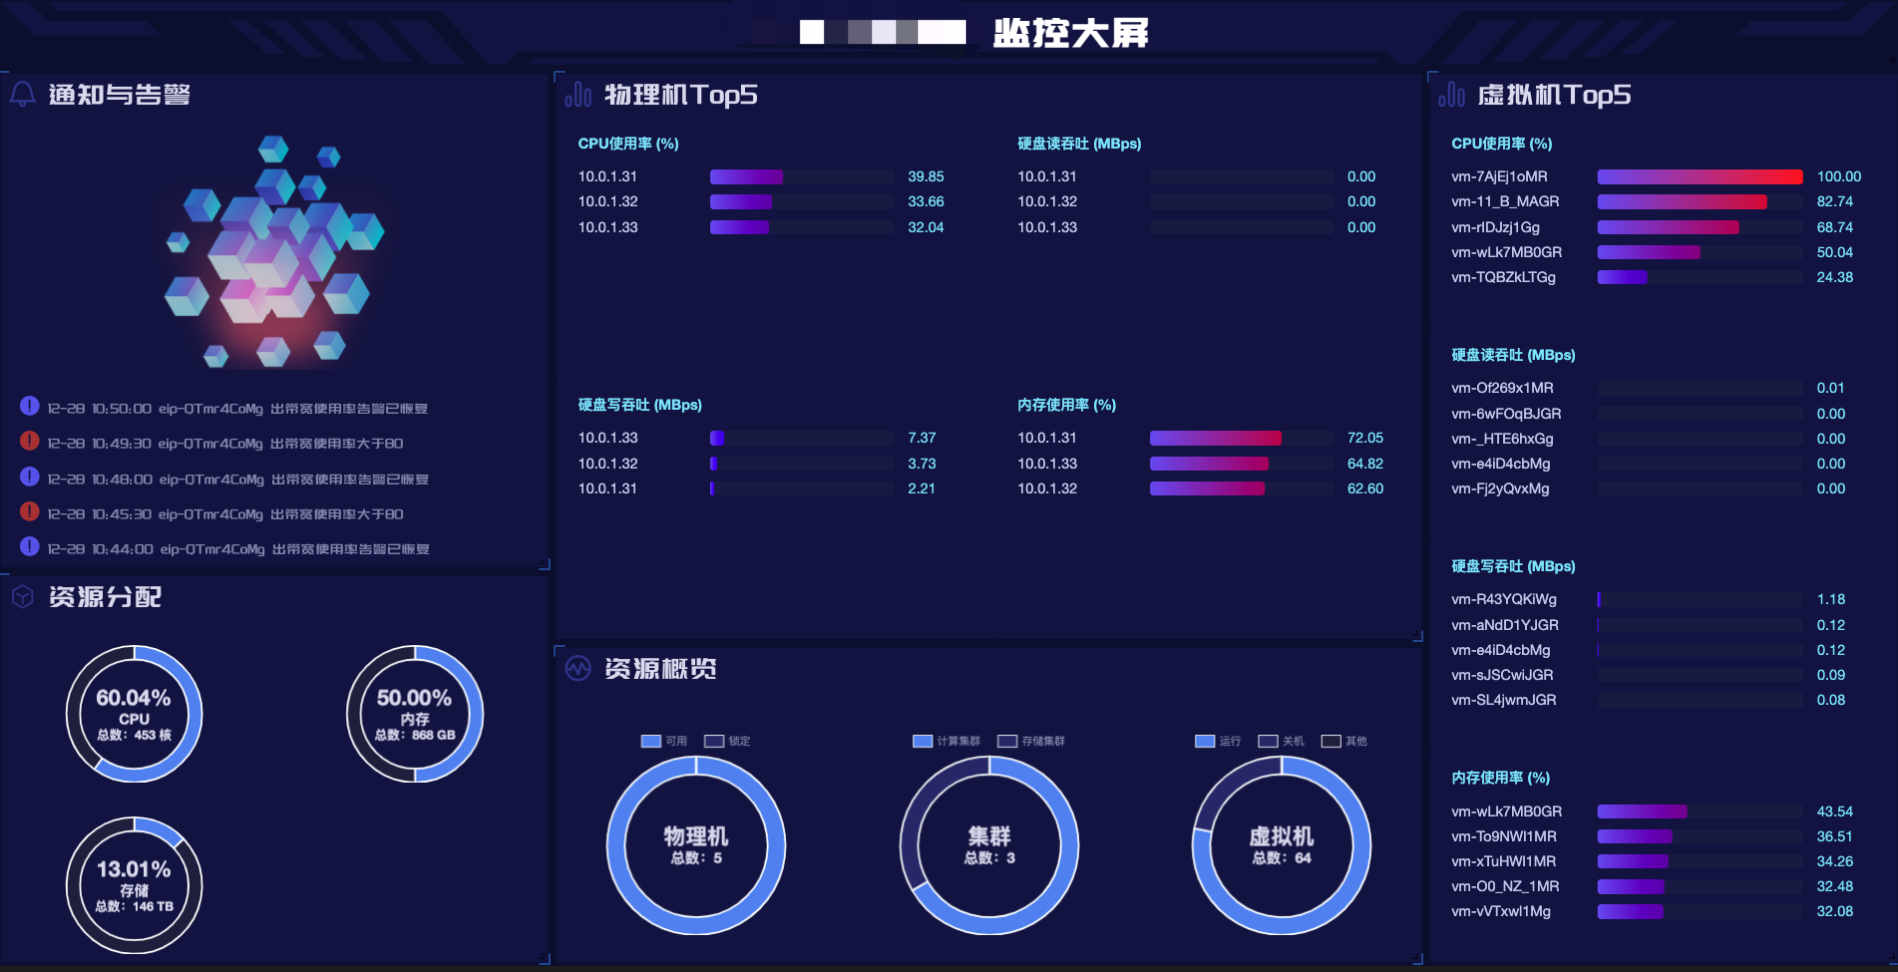 监控大屏
通知与告警
12-28 10:50:00 eip-QTmr4CoMg 出带宽使用率告警已恢复
12-28 10:49:30 eip-QTmr4CoMg 出带宽使用率大于80
12-28 10:48:00 eip-QTmr4CoMg 出带宽使用率告警已恢复
12-28 10:45:30 eip-QTmr4CoMg 出带宽使用率大于80
12-28 10:44:00 eip-QTmr4CoMg 出带宽使用率告警已恢复
资源分配
60.04%
CPU
总数：453 核
50.00%
内存
总数：868 GB
13.01%
存储
总数：146 TB
物理机Top5
CPU使用率 (%)
10.0.1.31 39.85
10.0.1.32 33.66
10.0.1.33 32.04
硬盘读吞吐 (MBps)
10.0.1.31 0.00
10.0.1.32 0.00
10.0.1.33 0.00
硬盘写吞吐 (MBps)
10.0.1.33 7.37
10.0.1.32 3.73
10.0.1.31 2.21
内存使用率 (%)
10.0.1.31 72.05
10.0.1.33 64.82
10.0.1.32 62.60
资源概览
可用 锁定
物理机
总数：5
计算集群 存储集群
集群
总数：3
运行 关机 其他
虚拟机
总数：64
虚拟机Top5
CPU使用率 (%)
vm-7AjEj1oMR 100.00
vm-11_B_MAGR 82.74
vm-rIDJzj1Gg 68.74
vm-wLk7MB0GR 50.04
vm-TQBZkLTGg 24.38
硬盘读吞吐 (MBps)
vm-Of269x1MR 0.01
vm-6wFOqBJGR 0.00
vm-_HTE6hxGg 0.00
vm-e4iD4cbMg 0.00
vm-Fj2yQvxMg 0.00
硬盘写吞吐 (MBps)
vm-R43YQKiWg 1.18
vm-aNdD1YJGR 0.12
vm-e4iD4cbMg 0.12
vm-sJSCwiJGR 0.09
vm-SL4jwmJGR 0.08
内存使用率 (%)
vm-wLk7MB0GR 43.54
vm-To9NWl1MR 36.51
vm-xTuHWl1MR 34.26
vm-O0_NZ_1MR 32.48
vm-vVTxwl1Mg 32.08